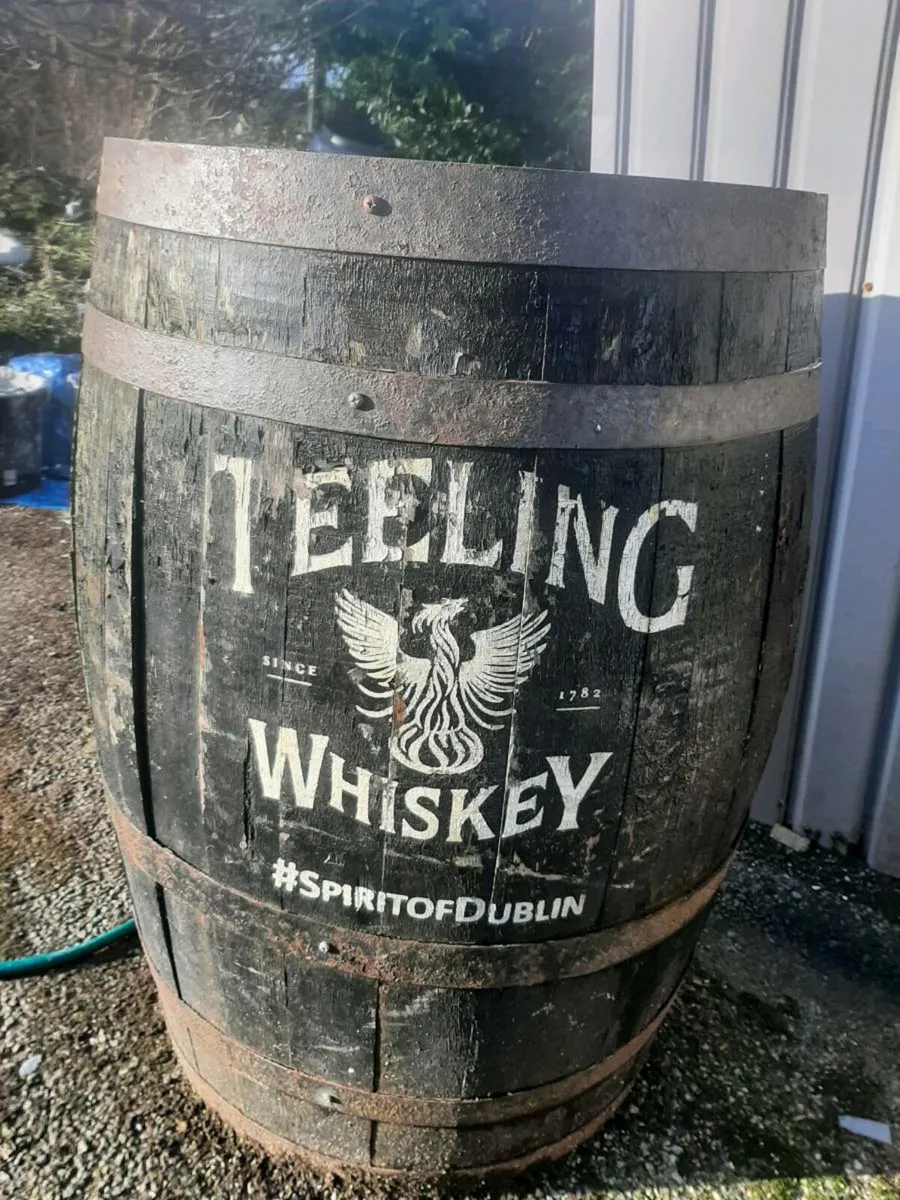 TEELING
SINCE
1782
WHISKEY
#SPIRITOFDUBLIN